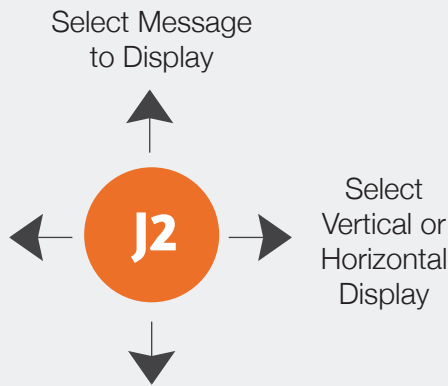 Select Message
to Display
J2
Select
Vertical or
Horizontal
Display